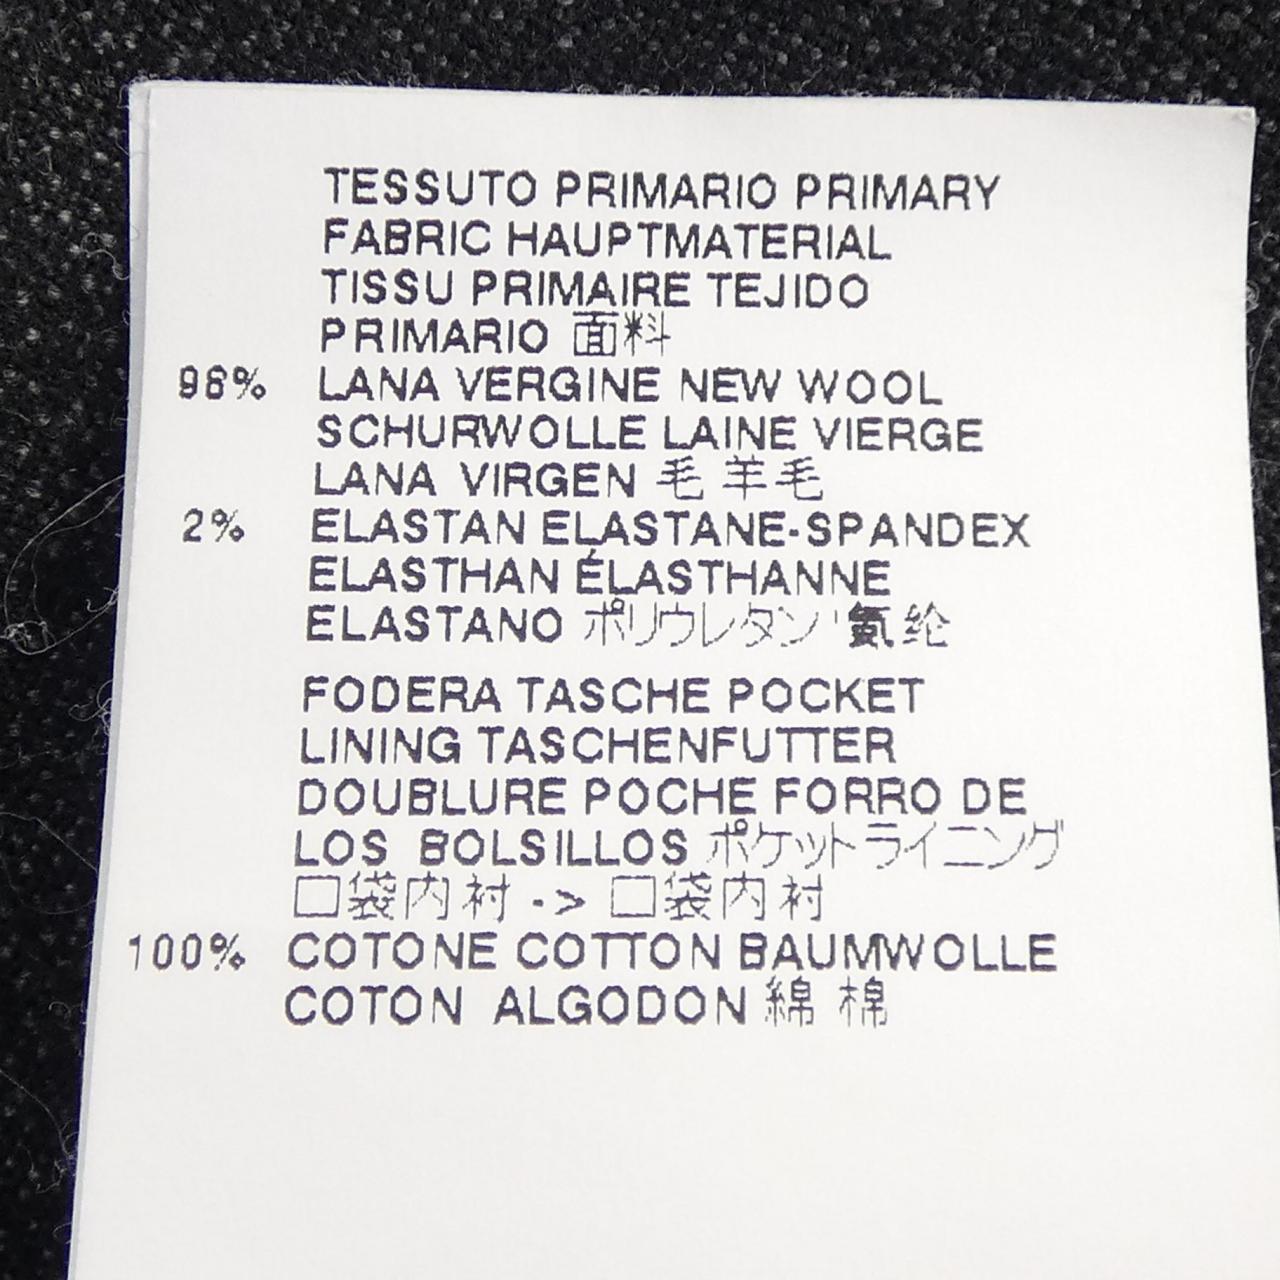 TESSUTO PRIMARIO PRIMARY
FABRIC HAUPTMATERIAL
TISSU PRIMAIRE TEJIDO
PRIMARIO 面料
98% LANA VERGINE NEW WOOL
SCHURWOLLE LAINE VIERGE
LANA VIRGEN 毛 羊毛
2% ELASTAN ELASTANE-SPANDEX
ELASTHAN ÉLASTHANNE
ELASTANO ポリウレタン ' 氨纶
FODERA TASCHE POCKET
LINING TASCHENFUTTER
DOUBLURE POCHE FORRO DE
LOS BOLSILLOS ポケットライニング
口袋内衬 -> 口袋内衬
100% COTONE COTTON BAUMWOLLE
COTON ALGODON 綿 棉